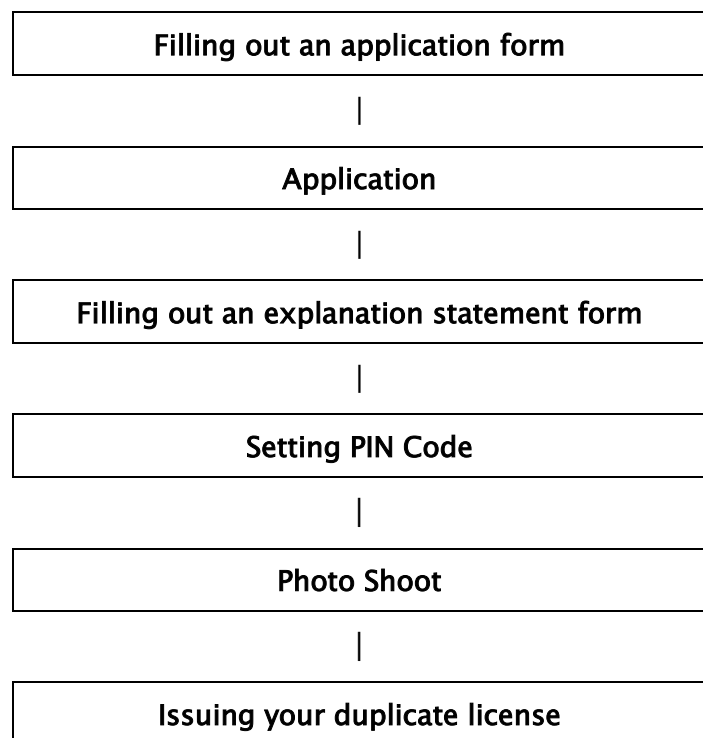 Filling out an application form
|
Application
|
Filling out an explanation statement form
|
Setting PIN Code
|
Photo Shoot
|
Issuing your duplicate license